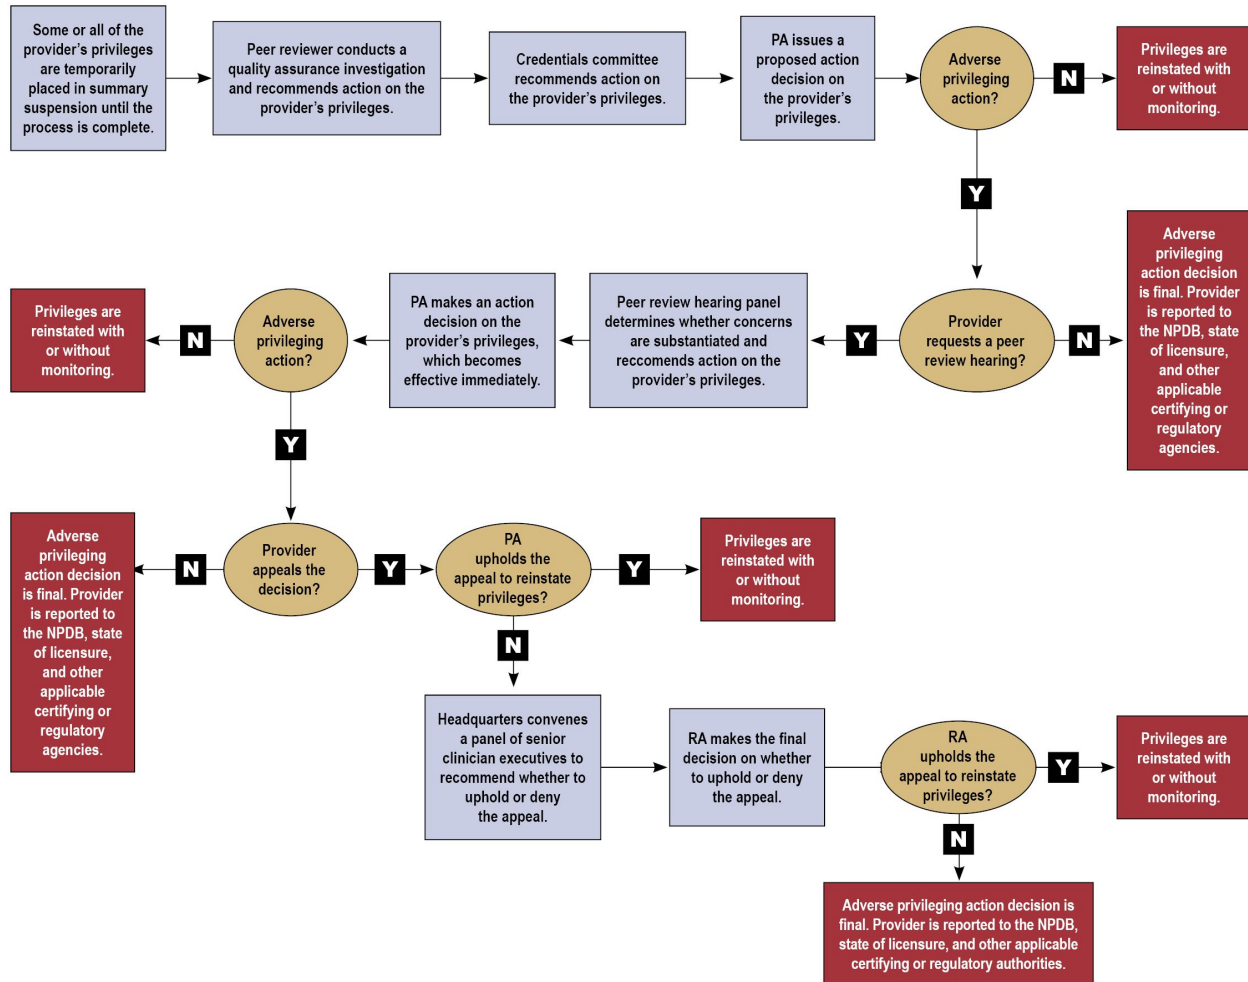 Some or all of the
provider's privileges
are temporarily
placed in summary
suspension until the
process is complete.
Peer reviewer conducts a
quality assurance investigation
and recommends action on the
provider's privileges.
Credentials committee
recommends action on
the provider's privileges.
PA issues a
proposed action
decision on
the provider's
privileges.
Adverse
privileging
action?
N
Privileges are
reinstated with
or without
monitoring.
Y
Provider
requests a peer
review hearing?
N
Adverse
privileging
action decision
is final. Provider
is reported to
the NPDB, state
of licensure,
and other
applicable
certifying or
regulatory
agencies.
Y
Peer review hearing panel
determines whether concerns
are substantiated and
reccomends action on the
provider's privileges.
PA makes an action
decision on the
provider's privileges,
which becomes
effective immediately.
Adverse
privileging
action?
N
Privileges are
reinstated with
or without
monitoring.
Y
Provider
appeals the
decision?
N
Adverse
privileging
action decision
is final. Provider
is reported to
the NPDB, state
of licensure,
and other
applicable
certifying or
regulatory
agencies.
Y
PA
upholds the
appeal to reinstate
privileges?
Y
Privileges are
reinstated with
or without
monitoring.
N
Headquarters convenes
a panel of senior
clinician executives to
recommend whether to
uphold or deny
the appeal.
RA makes the final
decision on whether
to uphold or deny
the appeal.
RA
upholds the
appeal to reinstate
privileges?
Y
Privileges are
reinstated with
or without
monitoring.
N
Adverse privileging action decision is
final. Provider is reported to the NPDB,
state of licensure, and other applicable
certifying or regulatory authorities.